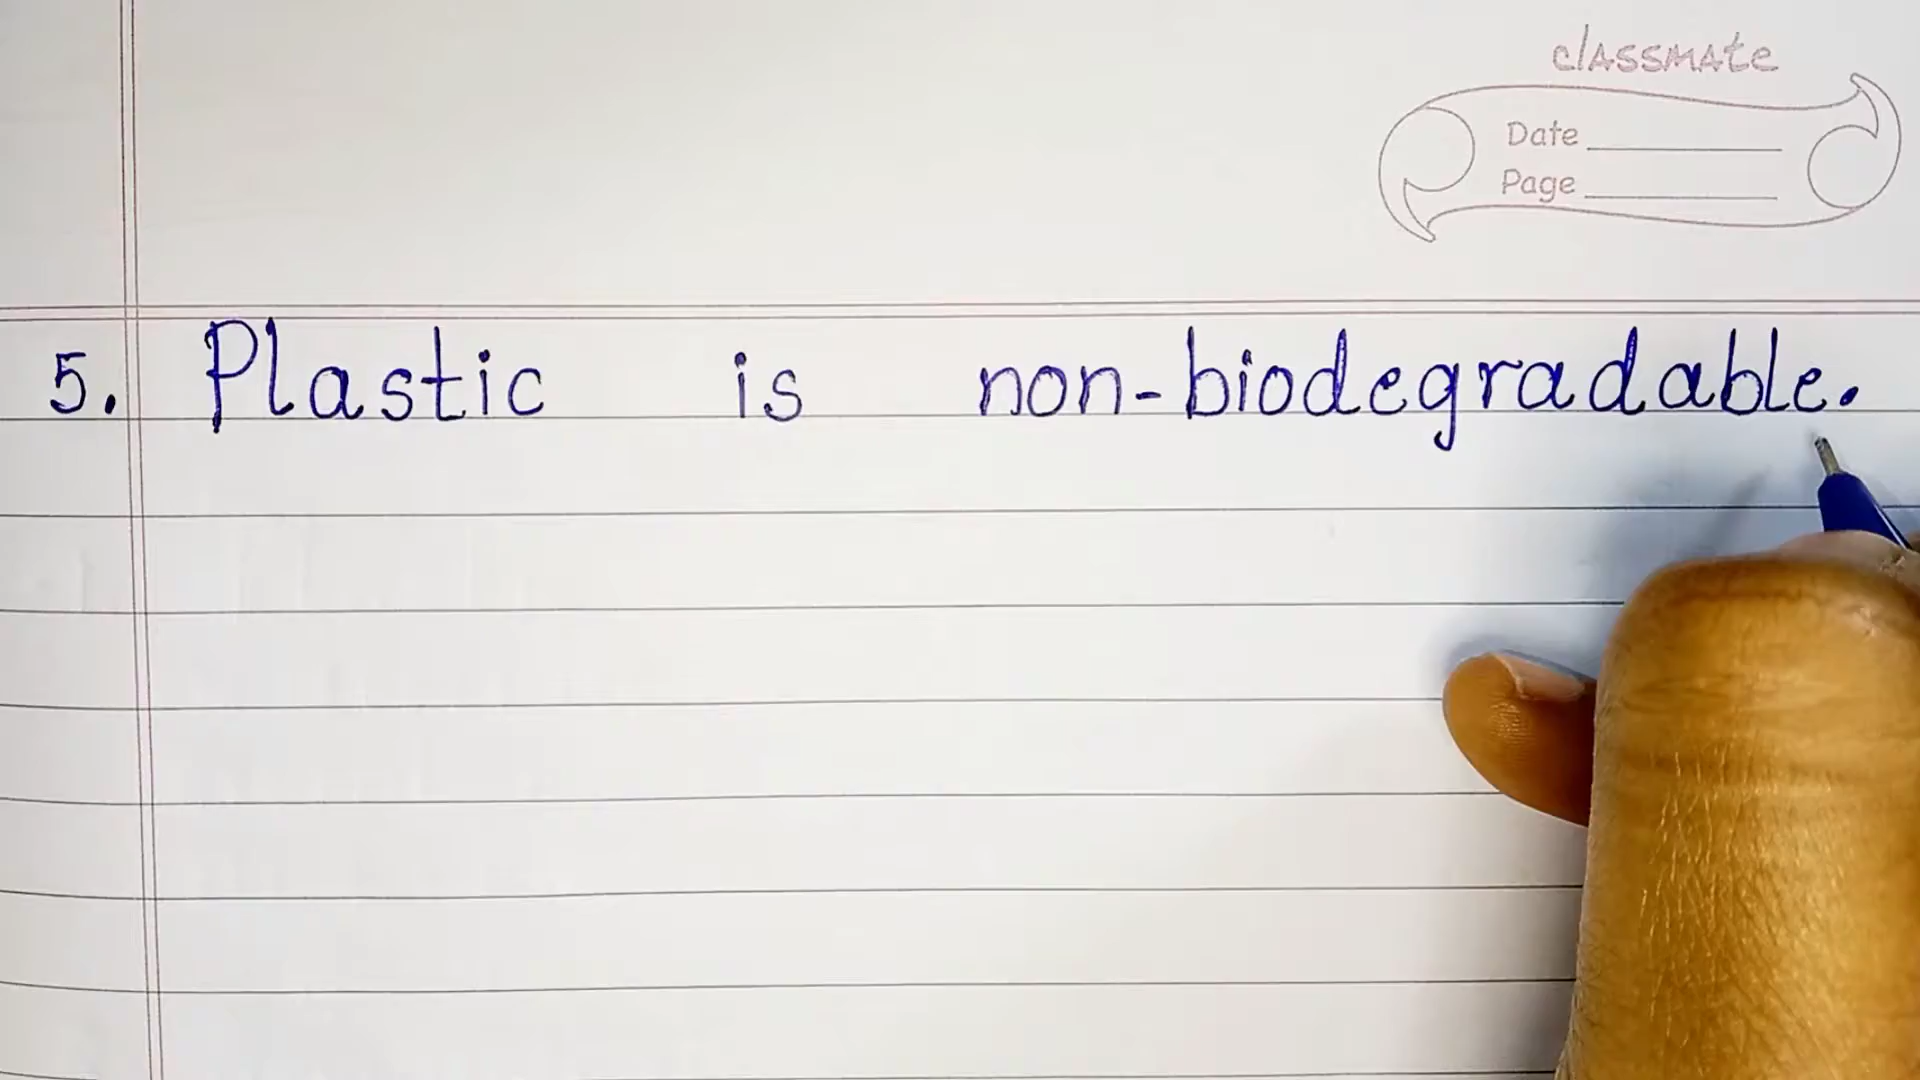 classmate
Date
Page
5. Plastic is non-biodegradable.